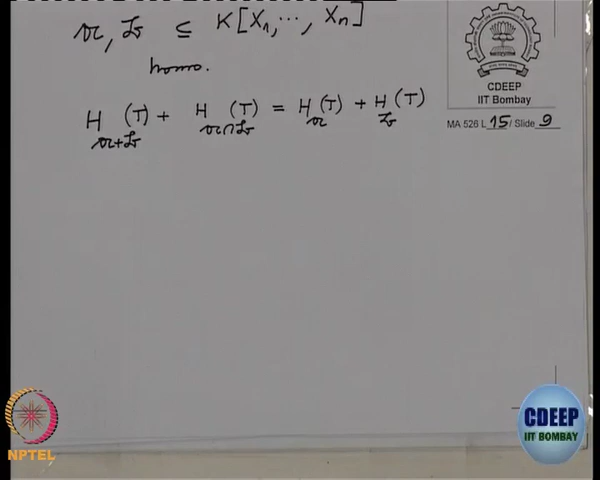 𝔞, 𝔟 ⊆ K[X₁, ⋯, Xₙ]
homo.
H_{𝔞+𝔟}(T) + H_{𝔞∩𝔟}(T) = H_𝔞(T) + H_𝔟(T)
CDEEP
IIT Bombay
MA 526 L 15 / Slide 9
NPTEL
CDEEP
IIT BOMBAY